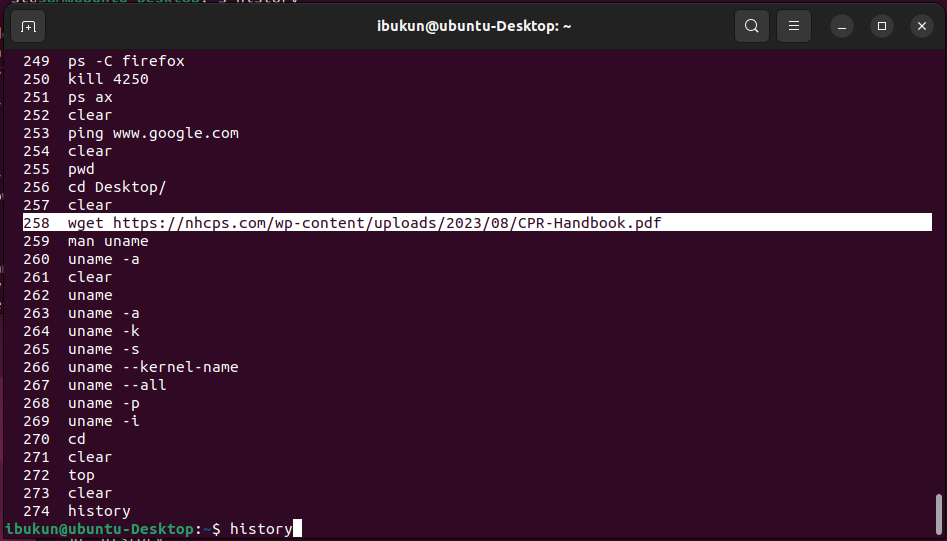 ibukun@ubuntu-Desktop: ~
249  ps -C firefox
250  kill 4250
251  ps ax
252  clear
253  ping www.google.com
254  clear
255  pwd
256  cd Desktop/
257  clear
258  wget https://nhcps.com/wp-content/uploads/2023/08/CPR-Handbook.pdf
259  man uname
260  uname -a
261  clear
262  uname
263  uname -a
264  uname -k
265  uname -s
266  uname --kernel-name
267  uname --all
268  uname -p
269  uname -i
270  cd
271  clear
272  top
273  clear
274  history
ibukun@ubuntu-Desktop:~$ history